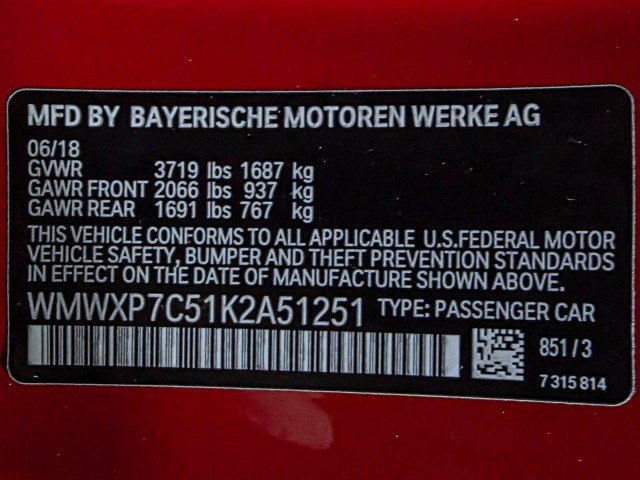 MFD BY BAYERISCHE MOTOREN WERKE AG
06/18
GVWR 3719 lbs 1687 kg
GAWR FRONT 2066 lbs 937 kg
GAWR REAR 1691 lbs 767 kg
THIS VEHICLE CONFORMS TO ALL APPLICABLE U.S.FEDERAL MOTOR
VEHICLE SAFETY, BUMPER AND THEFT PREVENTION STANDARDS
IN EFFECT ON THE DATE OF MANUFACTURE SHOWN ABOVE.
WMWXP7C51K2A51251 TYPE: PASSENGER CAR
851/3
7 315 814